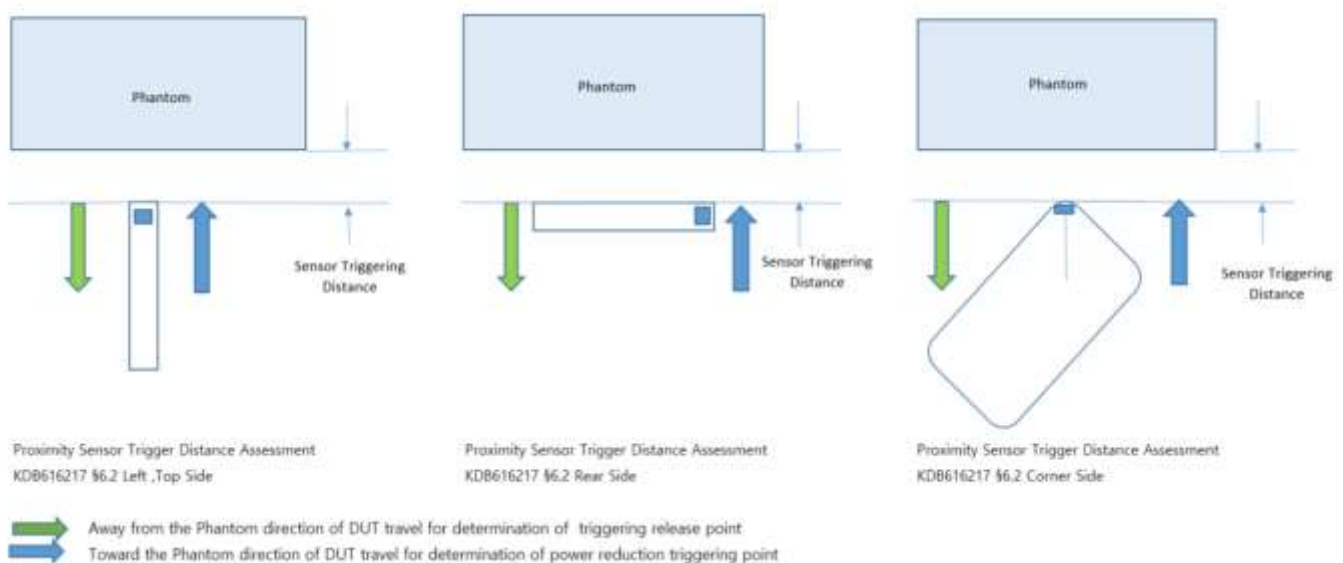 Phantom
Phantom
Phantom
Sensor Triggering
Distance
Sensor Triggering
Distance
Sensor Triggering
Distance
Proximity Sensor Trigger Distance Assessment
KDB616217 §6.2 Left ,Top Side
Proximity Sensor Trigger Distance Assessment
KDB616217 §6.2 Rear Side
Proximity Sensor Trigger Distance Assessment
KDB616217 §6.2 Corner Side
Away from the Phantom direction of DUT travel for determination of triggering release point
Toward the Phantom direction of DUT travel for determination of power reduction triggering point